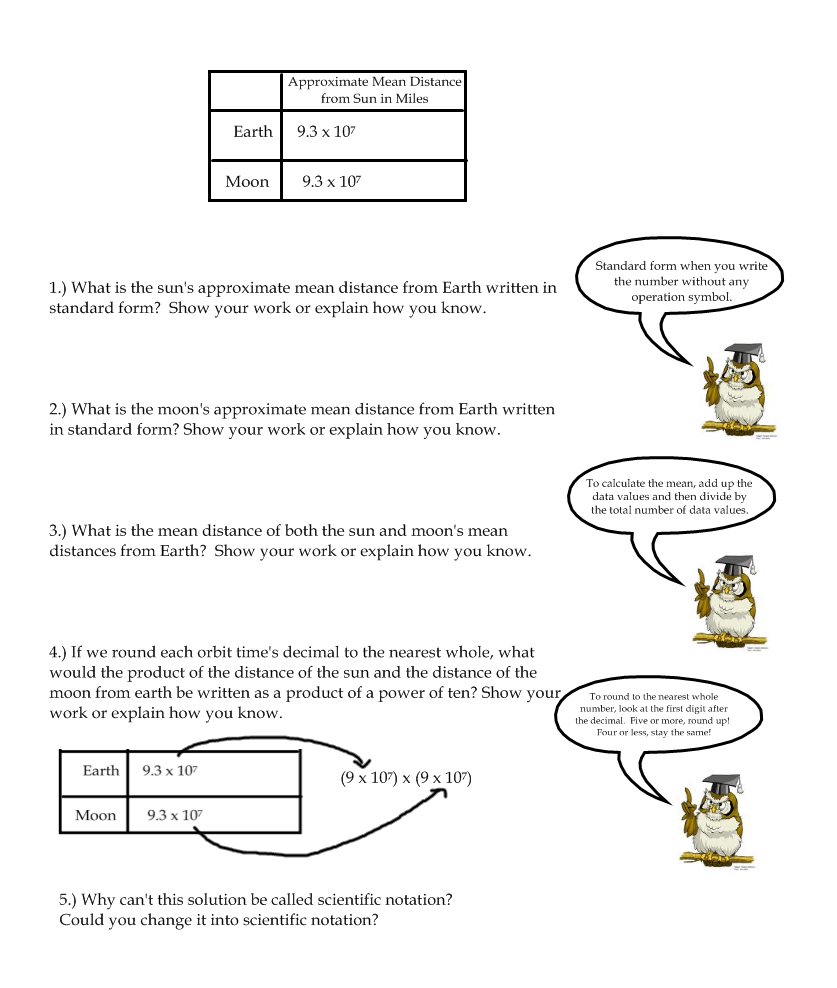 Approximate Mean Distance
from Sun in Miles
Earth 9.3 x 10⁷
Moon 9.3 x 10⁷
1.) What is the sun's approximate mean distance from Earth written in
standard form?  Show your work or explain how you know.
Standard form when you write
the number without any
operation symbol.
2.) What is the moon's approximate mean distance from Earth written
in standard form? Show your work or explain how you know.
To calculate the mean, add up the
data values and then divide by
the total number of data values.
3.) What is the mean distance of both the sun and moon's mean
distances from Earth?  Show your work or explain how you know.
4.) If we round each orbit time's decimal to the nearest whole, what
would the product of the distance of the sun and the distance of the
moon from earth be written as a product of a power of ten? Show your
work or explain how you know.
To round to the nearest whole
number, look at the first digit after
the decimal.  Five or more, round up!
Four or less, stay the same!
Earth 9.3 x 10⁷
(9 x 10⁷) x (9 x 10⁷)
Moon 9.3 x 10⁷
5.) Why can't this solution be called scientific notation?
Could you change it into scientific notation?